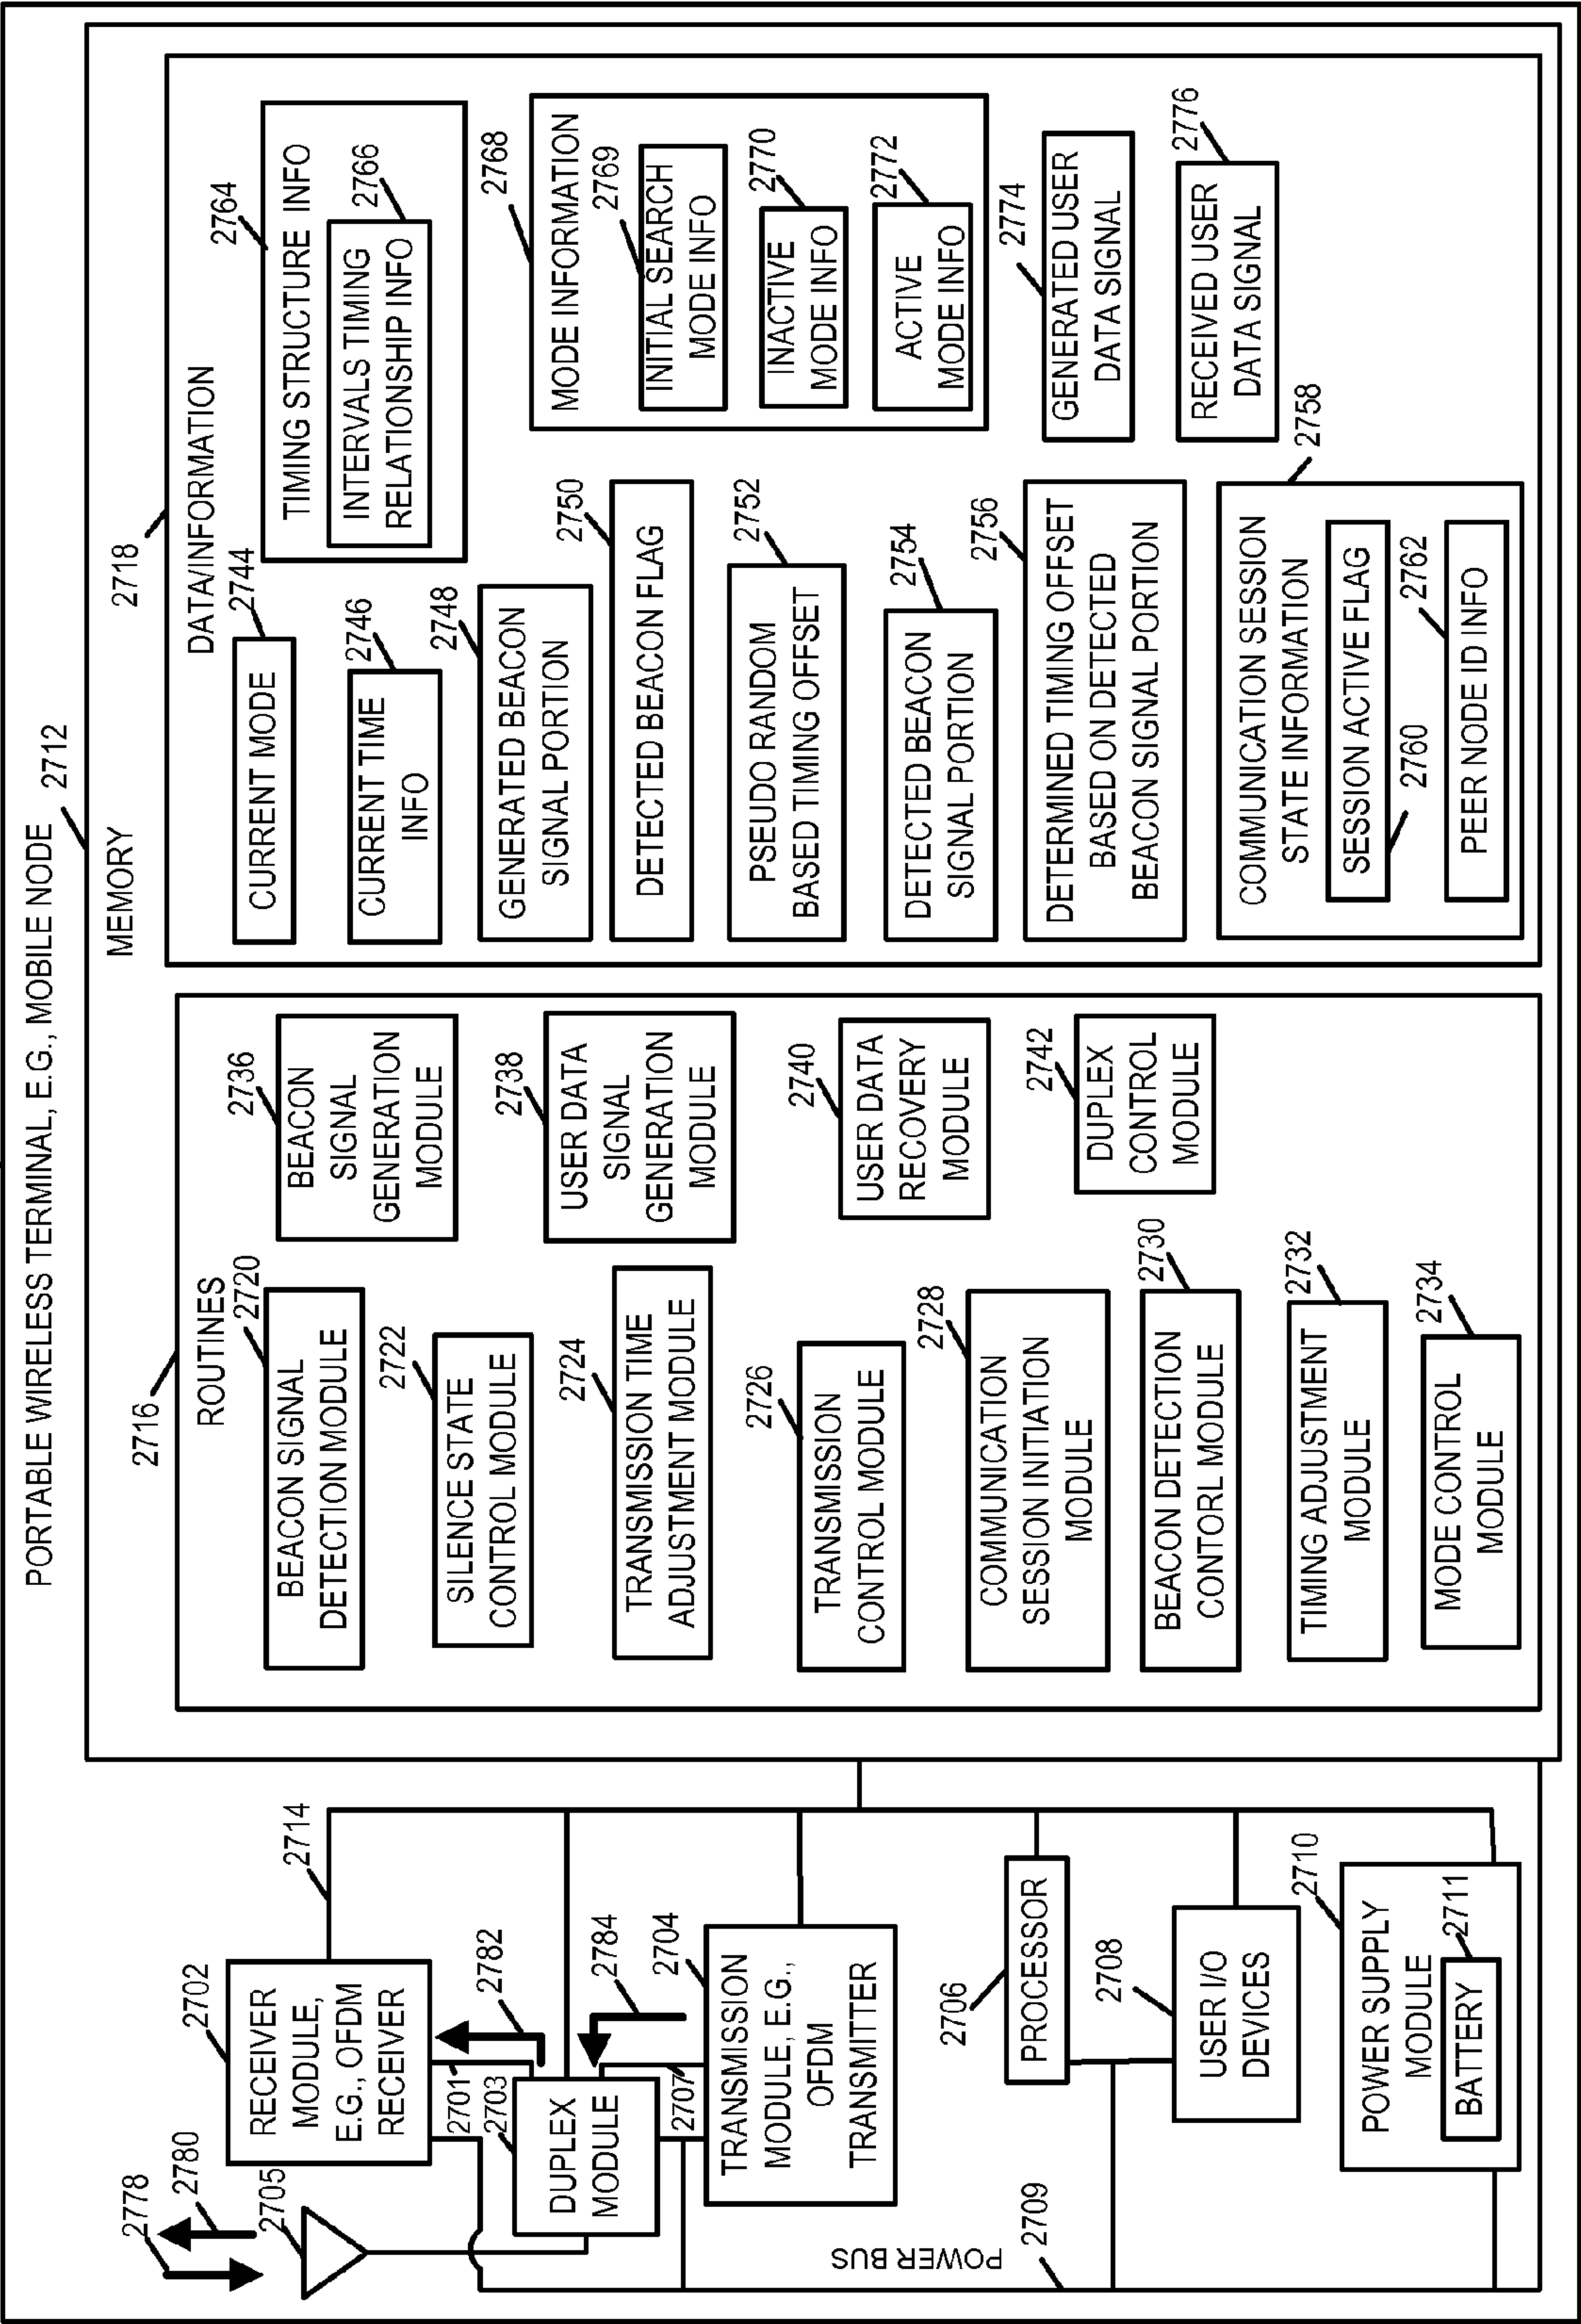 PORTABLE WIRELESS TERMINAL, E.G., MOBILE NODE
2712
MEMORY
2778
2780
2705
2702
RECEIVER
MODULE,
E.G., OFDM
RECEIVER
2714
2701
2782
2703
DUPLEX
MODULE
2784
2707
2704
TRANSMISSION
MODULE, E.G.,
OFDM
TRANSMITTER
POWER BUS
2709
2706
PROCESSOR
2708
USER I/O
DEVICES
2710
POWER SUPPLY
MODULE
2711
BATTERY
2716
ROUTINES
2720
BEACON SIGNAL
DETECTION MODULE
2722
SILENCE STATE
CONTROL MODULE
2724
TRANSMISSION TIME
ADJUSTMENT MODULE
2726
TRANSMISSION
CONTROL MODULE
2728
COMMUNICATION
SESSION INITIATION
MODULE
2730
BEACON DETECTION
CONTORL MODULE
2732
TIMING ADJUSTMENT
MODULE
2734
MODE CONTROL
MODULE
2736
BEACON
SIGNAL
GENERATION
MODULE
2738
USER DATA
SIGNAL
GENERATION
MODULE
2740
USER DATA
RECOVERY
MODULE
2742
DUPLEX
CONTROL
MODULE
2718
DATA/INFORMATION
2744
CURRENT MODE
2746
CURRENT TIME
INFO
2748
GENERATED BEACON
SIGNAL PORTION
2750
DETECTED BEACON FLAG
2752
PSEUDO RANDOM
BASED TIMING OFFSET
2754
DETECTED BEACON
SIGNAL PORTION
2756
DETERMINED TIMING OFFSET
BASED ON DETECTED
BEACON SIGNAL PORTION
2758
COMMUNICATION SESSION
STATE INFORMATION
SESSION ACTIVE FLAG
2760
2762
PEER NODE ID INFO
2764
TIMING STRUCTURE INFO
2766
INTERVALS TIMING
RELATIONSHIP INFO
2768
MODE INFORMATION
2769
INITIAL SEARCH
MODE INFO
2770
INACTIVE
MODE INFO
2772
ACTIVE
MODE INFO
2774
GENERATED USER
DATA SIGNAL
2776
RECEIVED USER
DATA SIGNAL